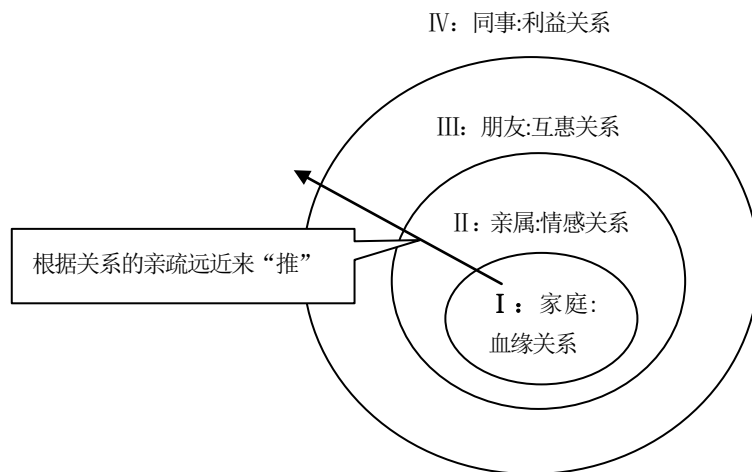 Ⅳ：同事:利益关系
Ⅲ：朋友:互惠关系
Ⅱ：亲属:情感关系
根据关系的亲疏远近来“推”
Ⅰ：家庭:
血缘关系